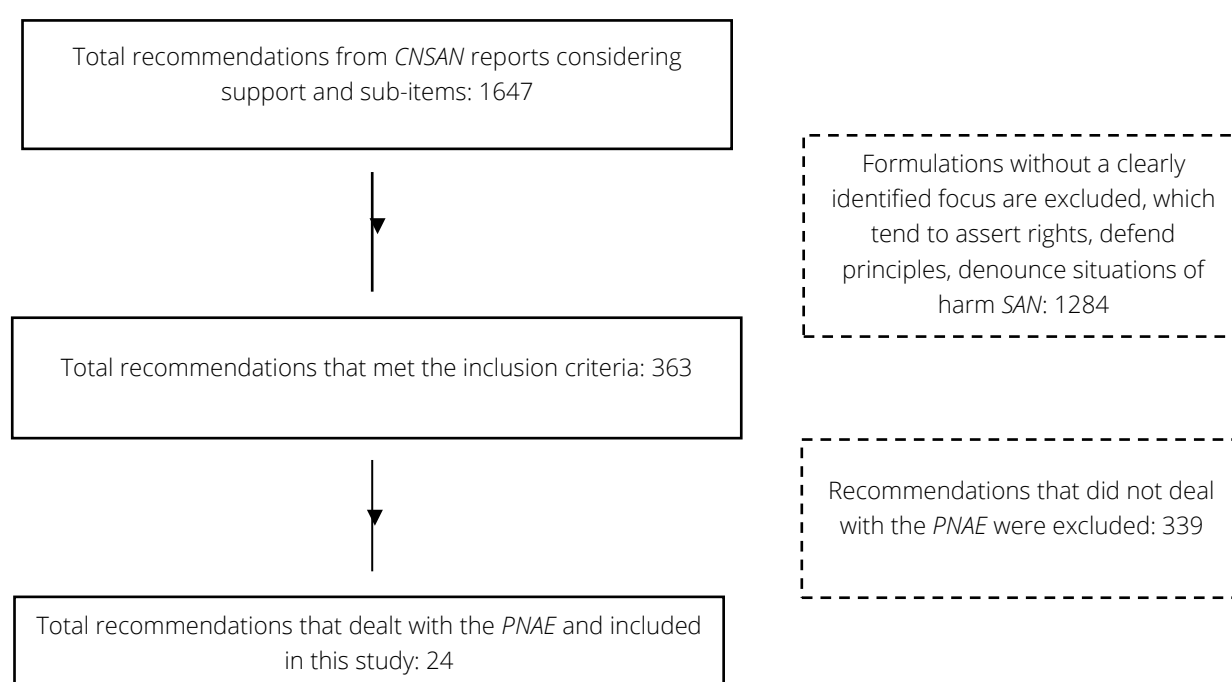 Total recommendations from CNSAN reports considering
support and sub-items: 1647
Formulations without a clearly
identified focus are excluded, which
tend to assert rights, defend
principles, denounce situations of
harm SAN: 1284
Total recommendations that met the inclusion criteria: 363
Recommendations that did not deal
with the PNAE were excluded: 339
Total recommendations that dealt with the PNAE and included
in this study: 24